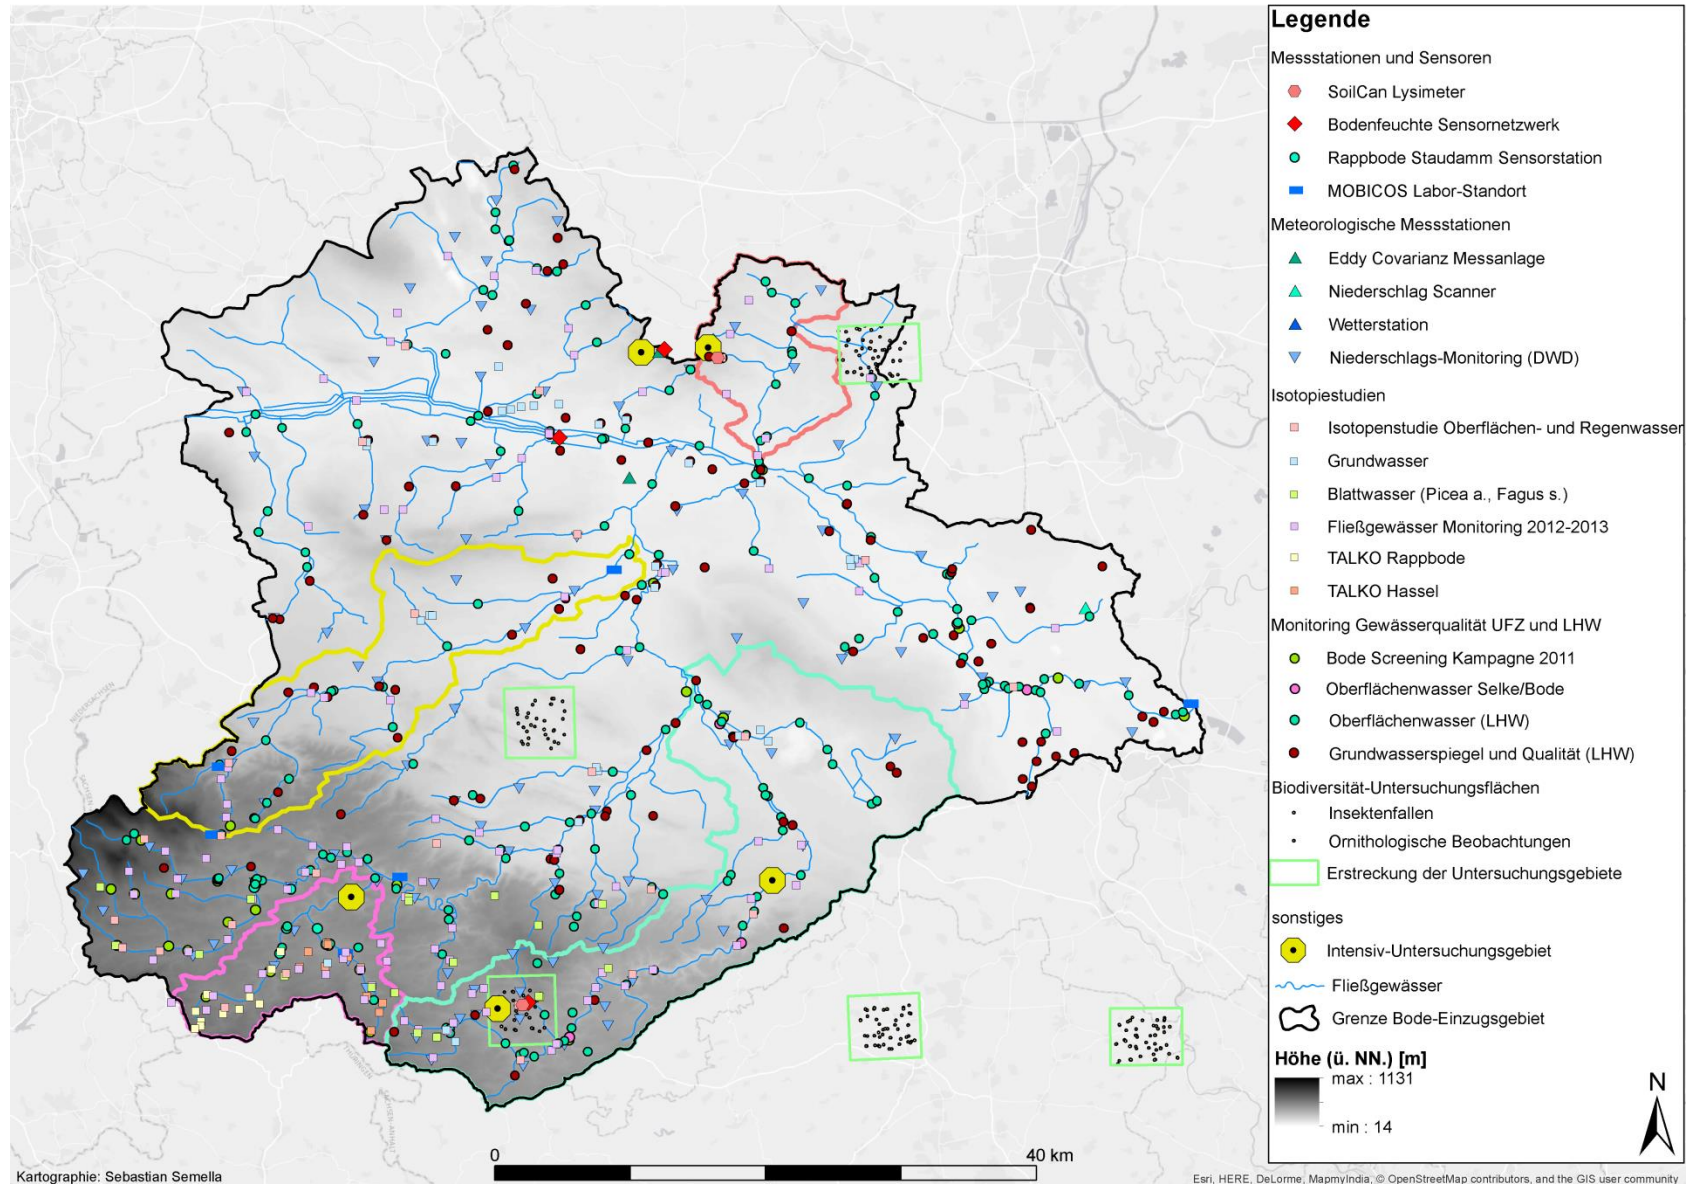 Legende
Messstationen und Sensoren
SoilCan Lysimeter
Bodenfeuchte Sensornetzwerk
Rappbode Staudamm Sensorstation
MOBICOS Labor-Standort
Meteorologische Messstationen
Eddy Covarianz Messanlage
Niederschlag Scanner
Wetterstation
Niederschlags-Monitoring (DWD)
Isotopiestudien
Isotopenstudie Oberflächen- und Regenwasser
Grundwasser
Blattwasser (Picea a., Fagus s.)
Fließgewässer Monitoring 2012-2013
TALKO Rappbode
TALKO Hassel
Monitoring Gewässerqualität UFZ und LHW
Bode Screening Kampagne 2011
Oberflächenwasser Selke/Bode
Oberflächenwasser (LHW)
Grundwasserspiegel und Qualität (LHW)
Biodiversität-Untersuchungsflächen
Insektenfallen
Ornithologische Beobachtungen
Erstreckung der Untersuchungsgebiete
sonstiges
Intensiv-Untersuchungsgebiet
Fließgewässer
Grenze Bode-Einzugsgebiet
Höhe (ü. NN.) [m]
max : 1131
min : 14
N
NIEDERSACHSEN
THÜRINGEN
SACHSEN-ANHALT
0 40 km
Kartographie: Sebastian Semella
Esri, HERE, DeLorme, MapmyIndia, © OpenStreetMap contributors, and the GIS user community